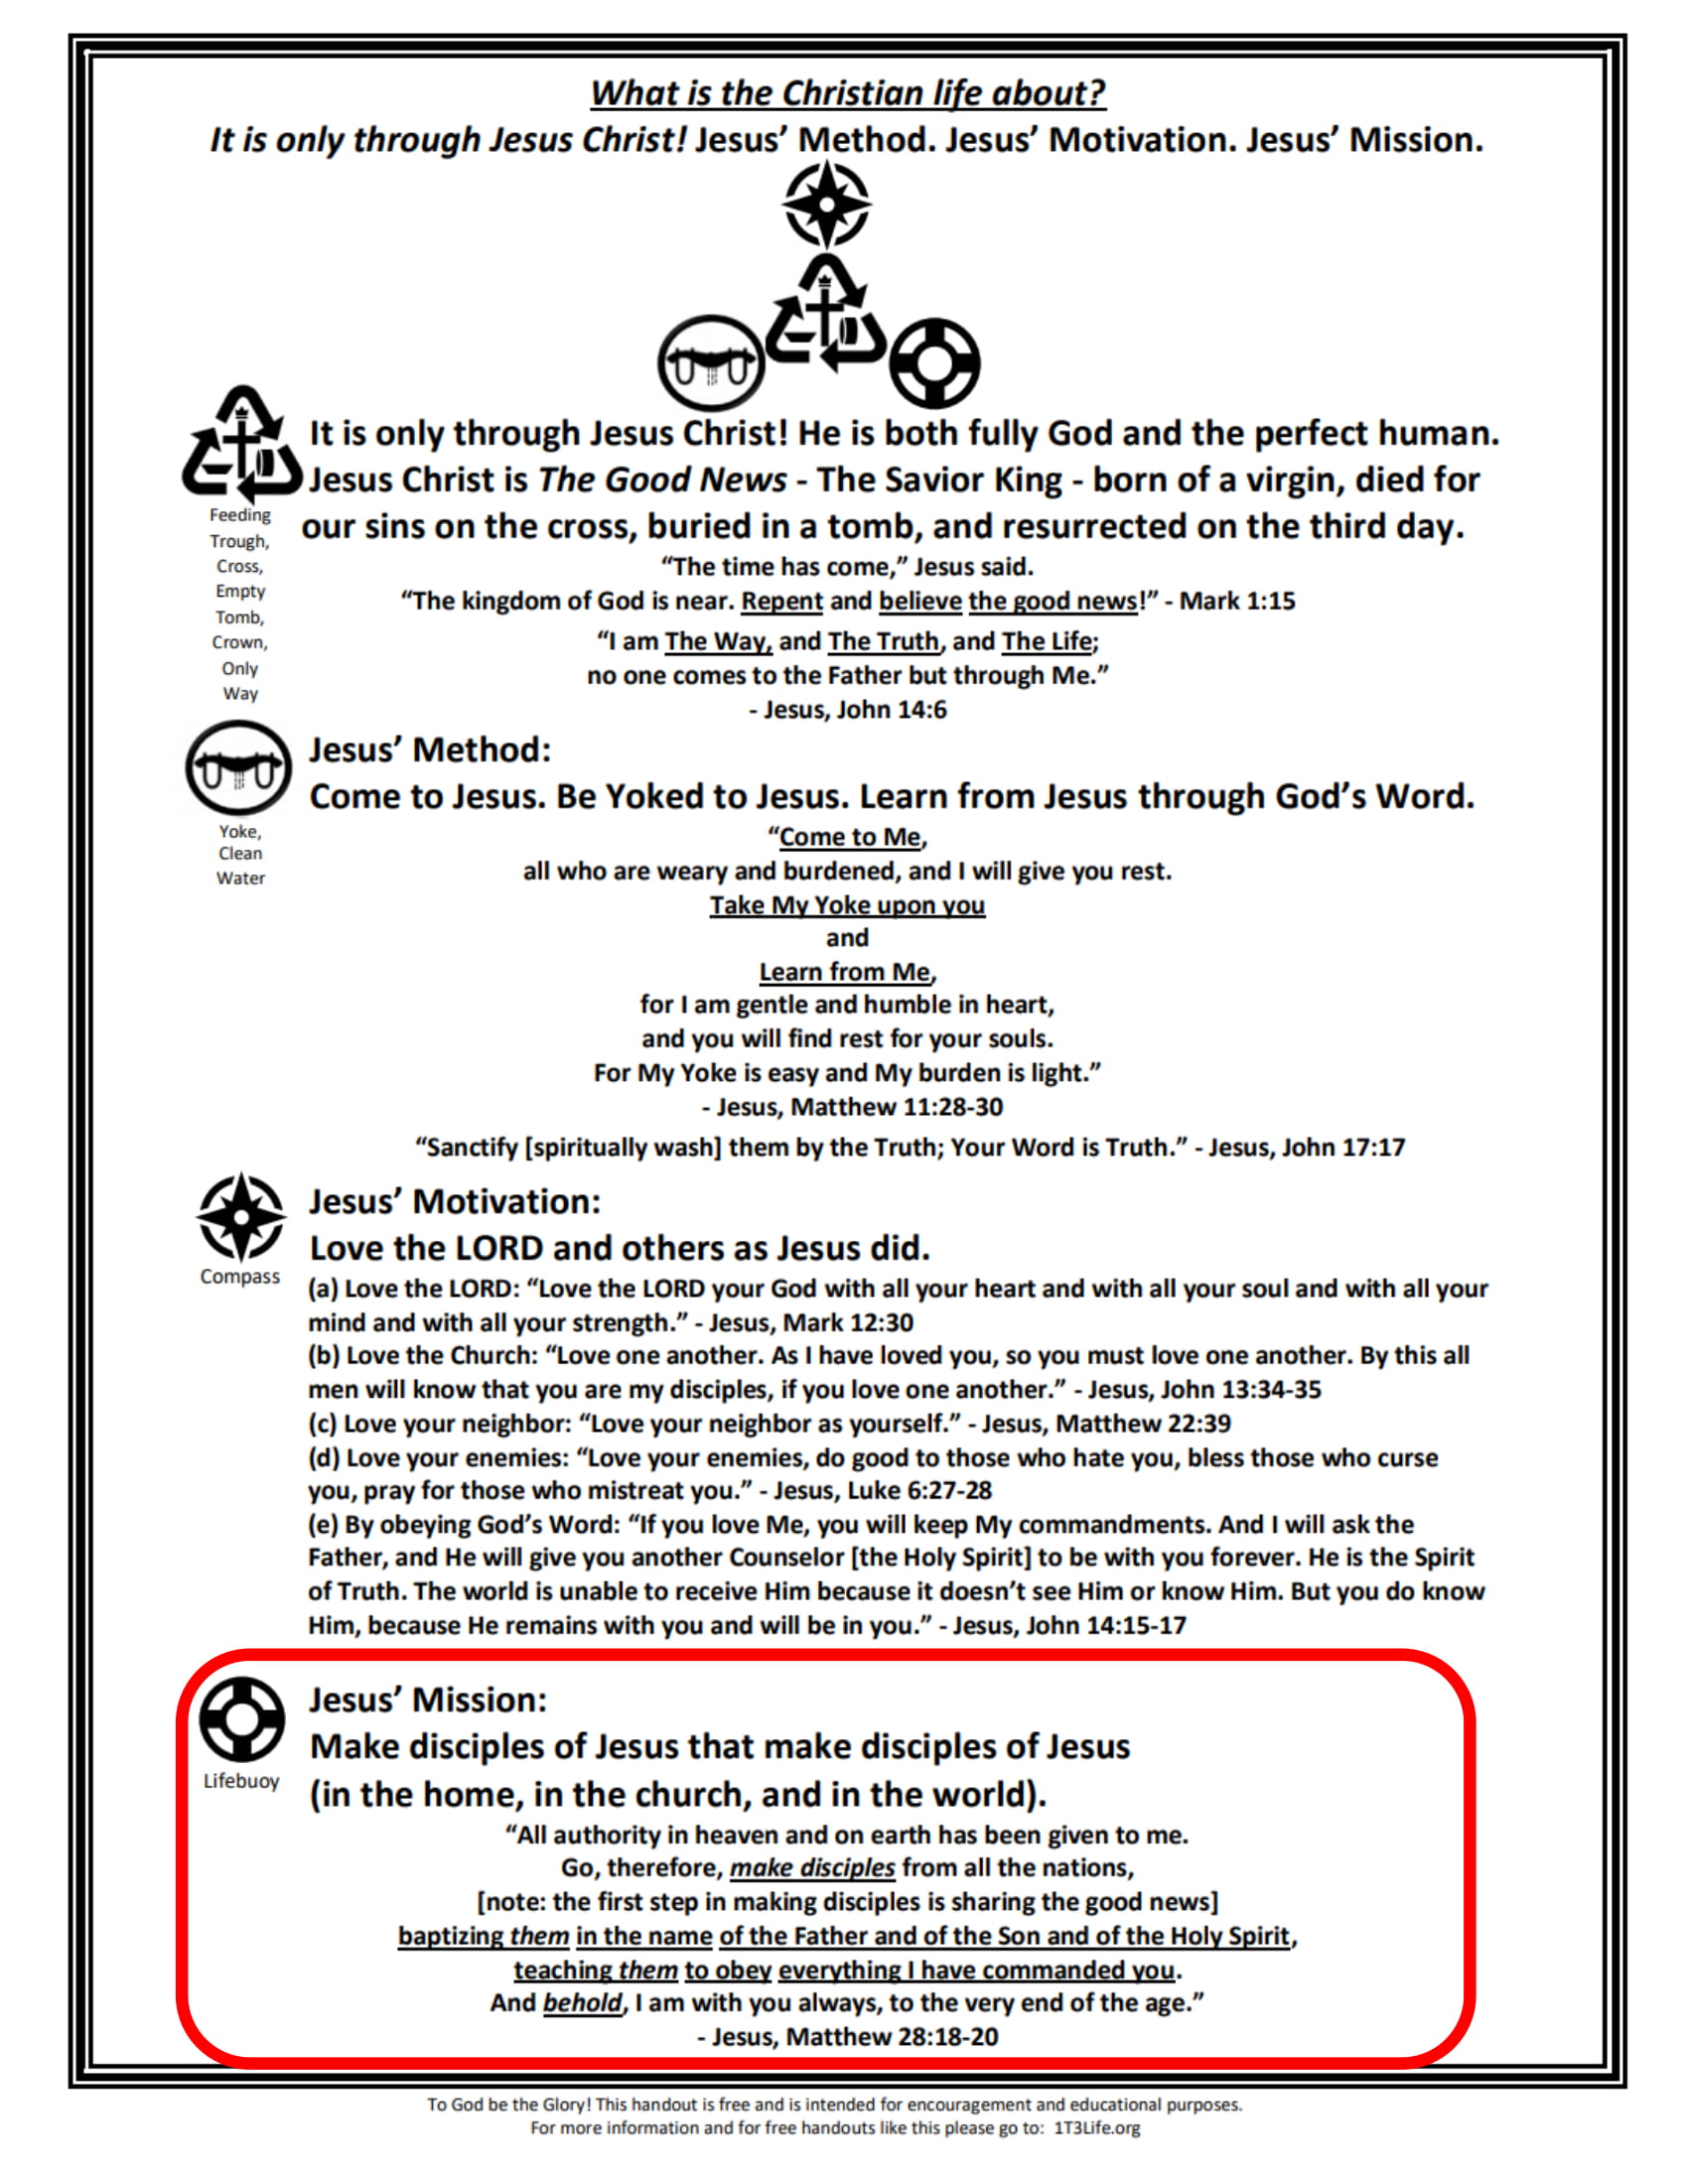 What is the Christian life about?
It is only through Jesus Christ! Jesus’ Method. Jesus’ Motivation. Jesus’ Mission.
It is only through Jesus Christ! He is both fully God and the perfect human.
Jesus Christ is The Good News - The Savior King - born of a virgin, died for
our sins on the cross, buried in a tomb, and resurrected on the third day.
Feeding
Trough,
Cross,
Empty
Tomb,
Crown,
Only
Way
“The time has come,” Jesus said.
“The kingdom of God is near. Repent and believe the good news!” - Mark 1:15
“I am The Way, and The Truth, and The Life;
no one comes to the Father but through Me.”
- Jesus, John 14:6
Jesus’ Method:
Come to Jesus. Be Yoked to Jesus. Learn from Jesus through God’s Word.
Yoke,
Clean
Water
“Come to Me,
all who are weary and burdened, and I will give you rest.
Take My Yoke upon you
and
Learn from Me,
for I am gentle and humble in heart,
and you will find rest for your souls.
For My Yoke is easy and My burden is light.”
- Jesus, Matthew 11:28-30
“Sanctify [spiritually wash] them by the Truth; Your Word is Truth.” - Jesus, John 17:17
Jesus’ Motivation:
Love the LORD and others as Jesus did.
Compass
(a) Love the LORD: “Love the LORD your God with all your heart and with all your soul and with all your
mind and with all your strength.” - Jesus, Mark 12:30
(b) Love the Church: “Love one another. As I have loved you, so you must love one another. By this all
men will know that you are my disciples, if you love one another.” - Jesus, John 13:34-35
(c) Love your neighbor: “Love your neighbor as yourself.” - Jesus, Matthew 22:39
(d) Love your enemies: “Love your enemies, do good to those who hate you, bless those who curse
you, pray for those who mistreat you.” - Jesus, Luke 6:27-28
(e) By obeying God’s Word: “If you love Me, you will keep My commandments. And I will ask the
Father, and He will give you another Counselor [the Holy Spirit] to be with you forever. He is the Spirit
of Truth. The world is unable to receive Him because it doesn’t see Him or know Him. But you do know
Him, because He remains with you and will be in you.” - Jesus, John 14:15-17
Jesus’ Mission:
Make disciples of Jesus that make disciples of Jesus
(in the home, in the church, and in the world).
Lifebuoy
“All authority in heaven and on earth has been given to me.
Go, therefore, make disciples from all the nations,
[note: the first step in making disciples is sharing the good news]
baptizing them in the name of the Father and of the Son and of the Holy Spirit,
teaching them to obey everything I have commanded you.
And behold, I am with you always, to the very end of the age.”
- Jesus, Matthew 28:18-20
To God be the Glory! This handout is free and is intended for encouragement and educational purposes.
For more information and for free handouts like this please go to: 1T3Life.org